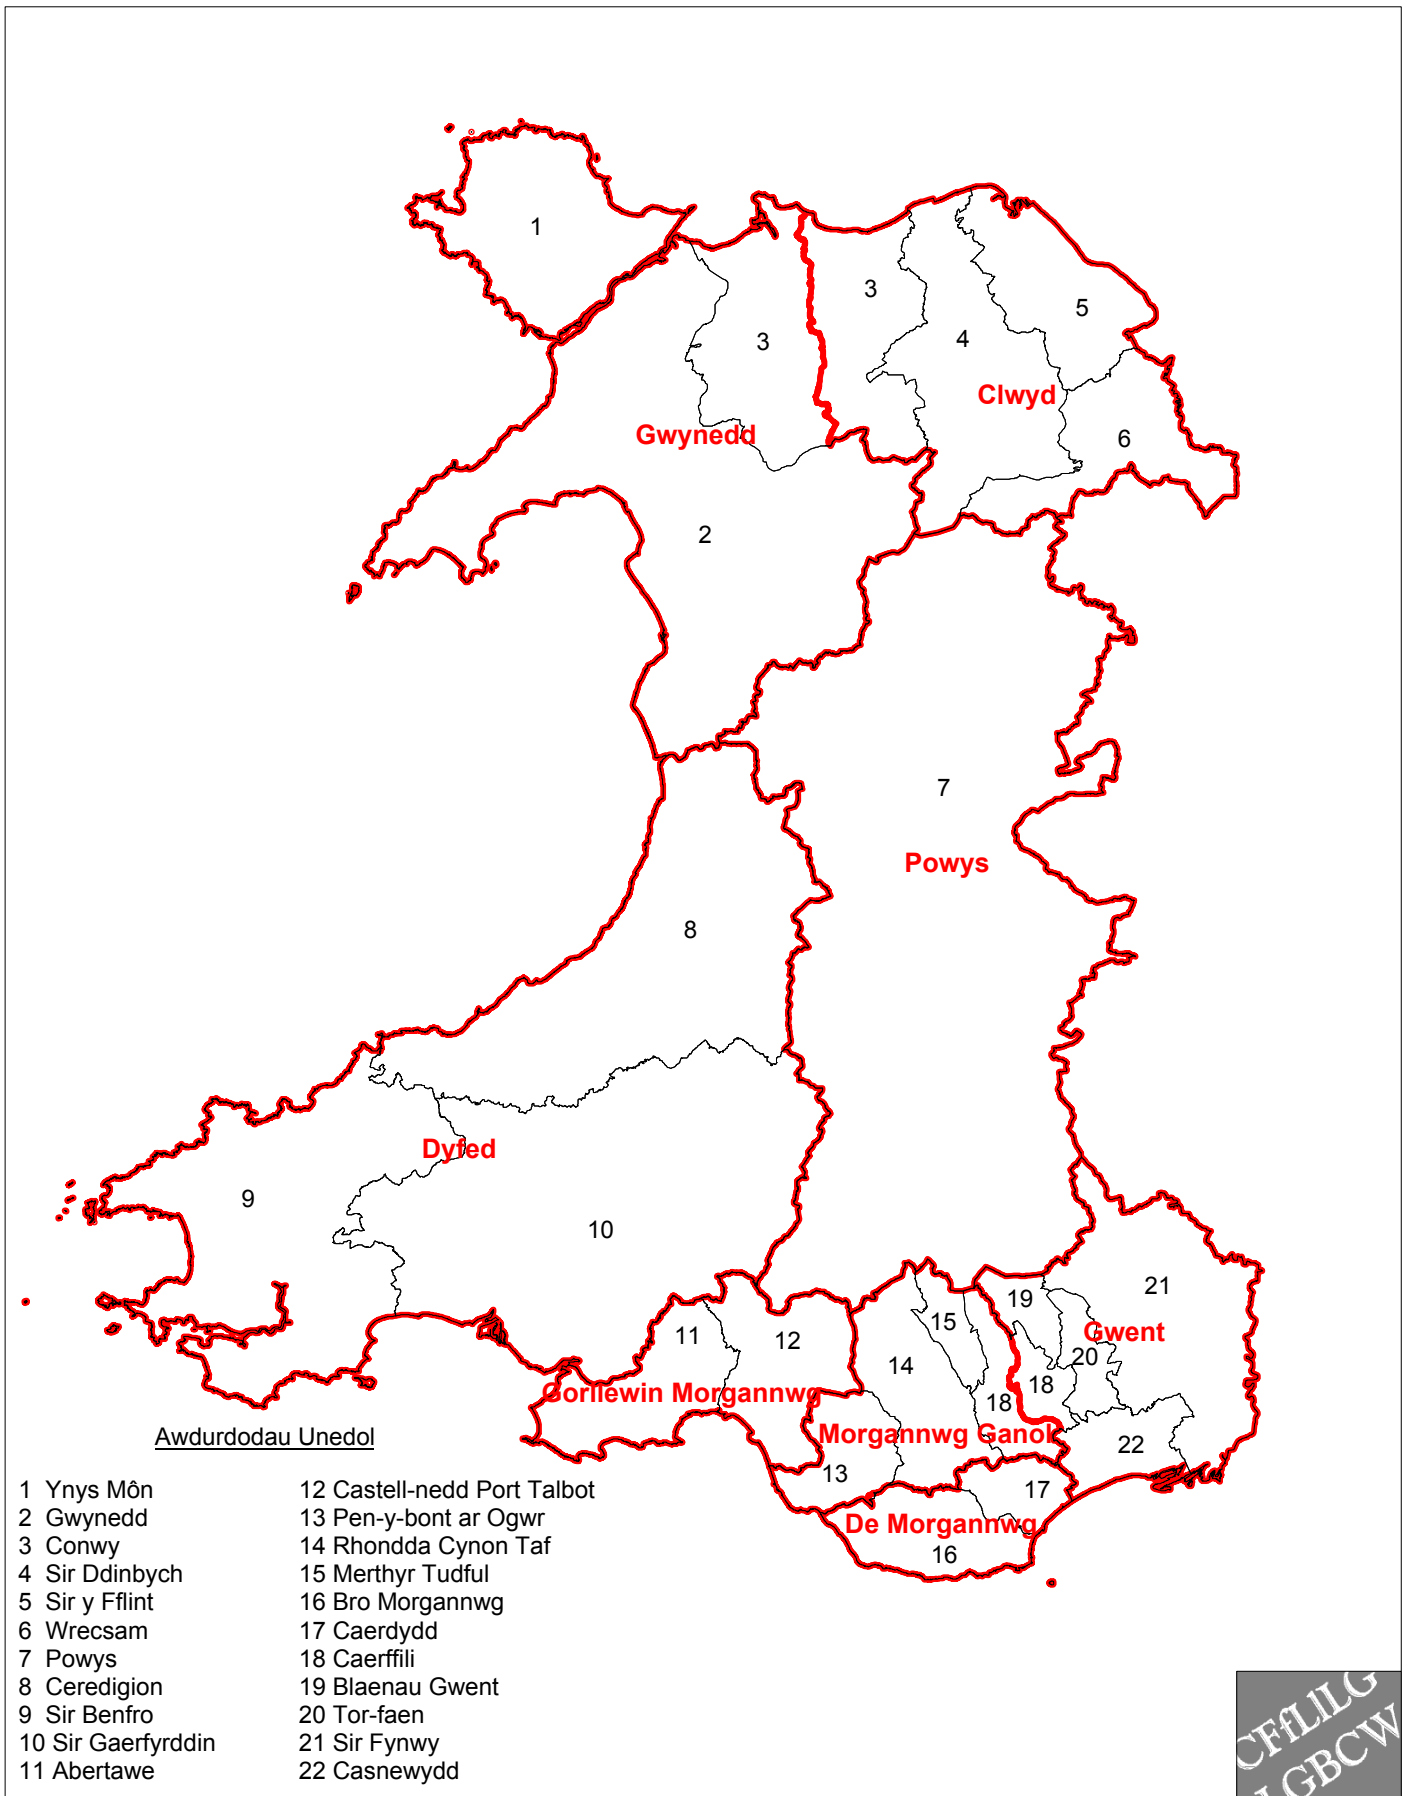 1
3
3
4
5
Clwyd
Gwynedd
6
2
7
Powys
8
Dyfed
9
10
21
19
15
11
12
Gwent
20
14
18
18
Gorllewin Morgannwg
Morgannwg Ganol
22
13
17
De Morgannwg
16
Awdurdodau Unedol
1 Ynys Môn
2 Gwynedd
3 Conwy
4 Sir Ddinbych
5 Sir y Fflint
6 Wrecsam
7 Powys
8 Ceredigion
9 Sir Benfro
10 Sir Gaerfyrddin
11 Abertawe
12 Castell-nedd Port Talbot
13 Pen-y-bont ar Ogwr
14 Rhondda Cynon Taf
15 Merthyr Tudful
16 Bro Morgannwg
17 Caerdydd
18 Caerffili
19 Blaenau Gwent
20 Tor-faen
21 Sir Fynwy
22 Casnewydd
CFfLlLG
LGBCW